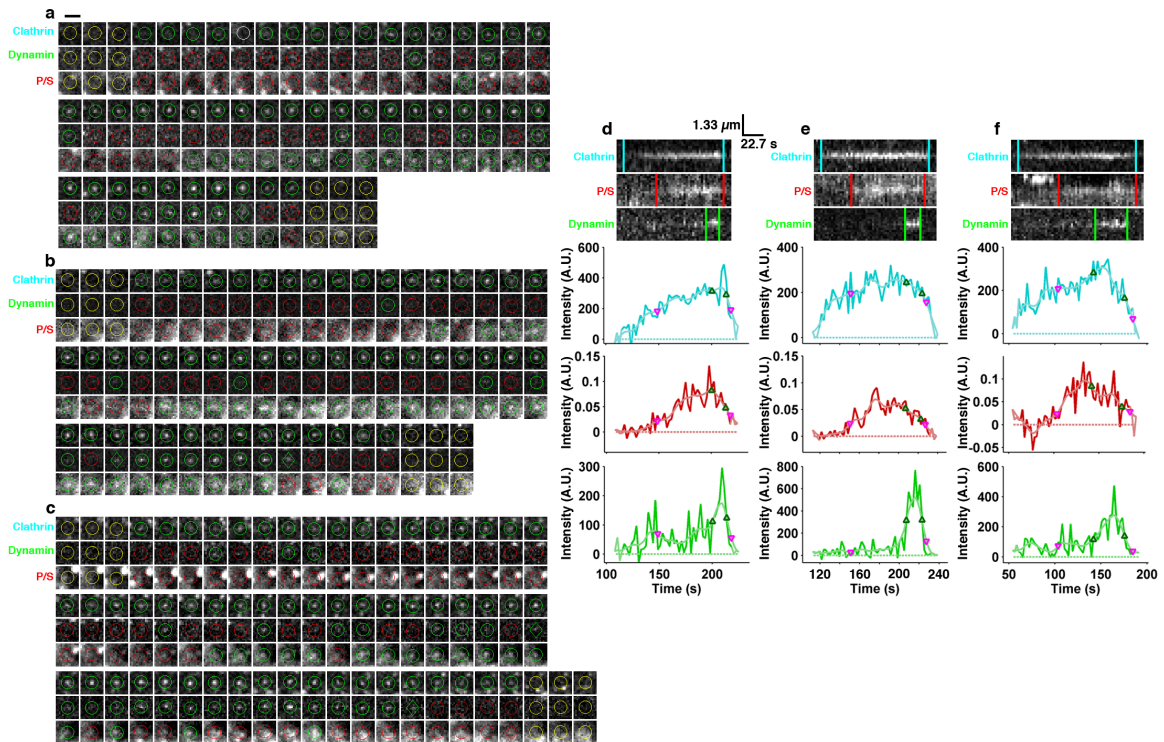 a
Clathrin
Dynamin
P/S
b
Clathrin
Dynamin
P/S
c
Clathrin
Dynamin
P/S
1.33 μm
22.7 s
d
Clathrin
P/S
Dynamin
Intensity (A.U.)
600
400
200
0
Intensity (A.U.)
0.15
0.1
0.05
0
Intensity (A.U.)
300
200
100
0
100
150
200
Time (s)
e
Clathrin
P/S
Dynamin
Intensity (A.U.)
400
200
0
Intensity (A.U.)
0.15
0.1
0.05
0
Intensity (A.U.)
800
600
400
200
0
120
160
200
240
Time (s)
f
Clathrin
P/S
Dynamin
Intensity (A.U.)
400
200
0
Intensity (A.U.)
0.15
0.1
0.05
0
-0.05
Intensity (A.U.)
600
400
200
0
50
100
150
200
Time (s)